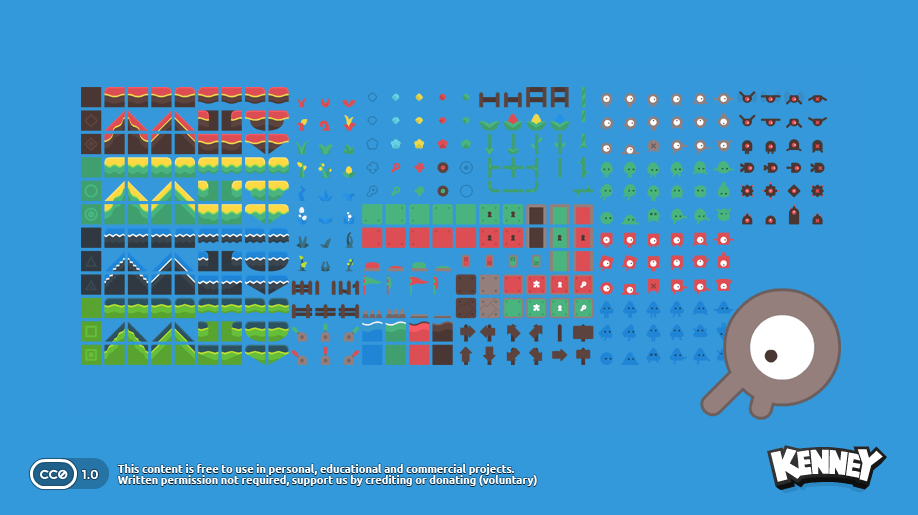 CC0 1.0
This content is free to use in personal, educational and commercial projects.
Written permission not required, support us by crediting or donating (voluntary)
KENNEY